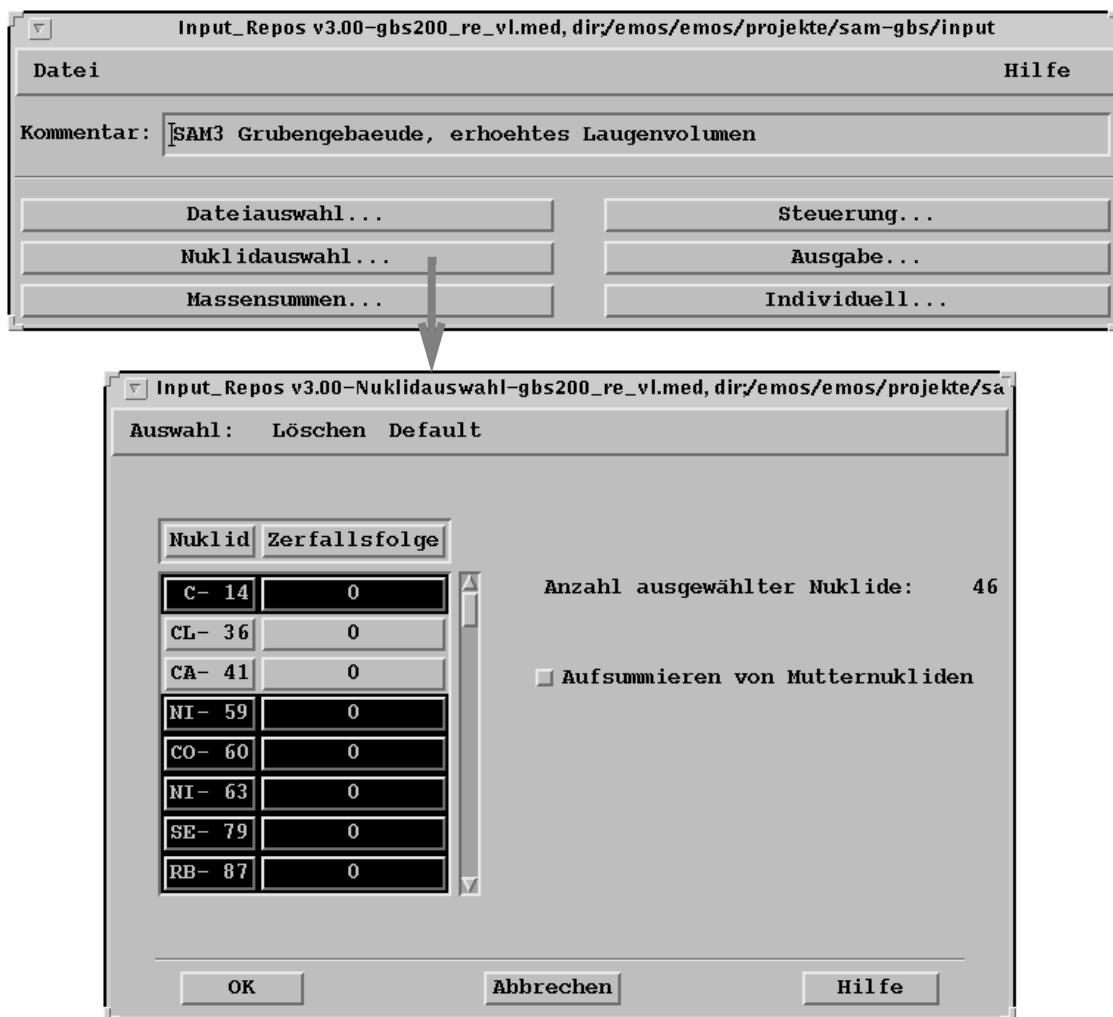 Input_Repos v3.00-gbs200_re_vl.med, dir;/emos/emos/projekte/sam-gbs/input
Datei Hilfe
Kommentar: SAM3 Grubengebaeude, erhoehtes Laugenvolumen
Dateiauswahl... Steuerung...
Nuklidauswahl... Ausgabe...
Massensummen... Individuell...
Input_Repos v3.00-Nuklidauswahl-gbs200_re_vl.med, dir;/emos/emos/projekte/sa
Auswahl: Löschen Default
Nuklid Zerfallsfolge
C- 14 0 Anzahl ausgewählter Nuklide: 46
CL- 36 0
CA- 41 0 Aufsummieren von Mutternukliden
NI- 59 0
CO- 60 0
NI- 63 0
SE- 79 0
RB- 87 0
OK Abbrechen Hilfe